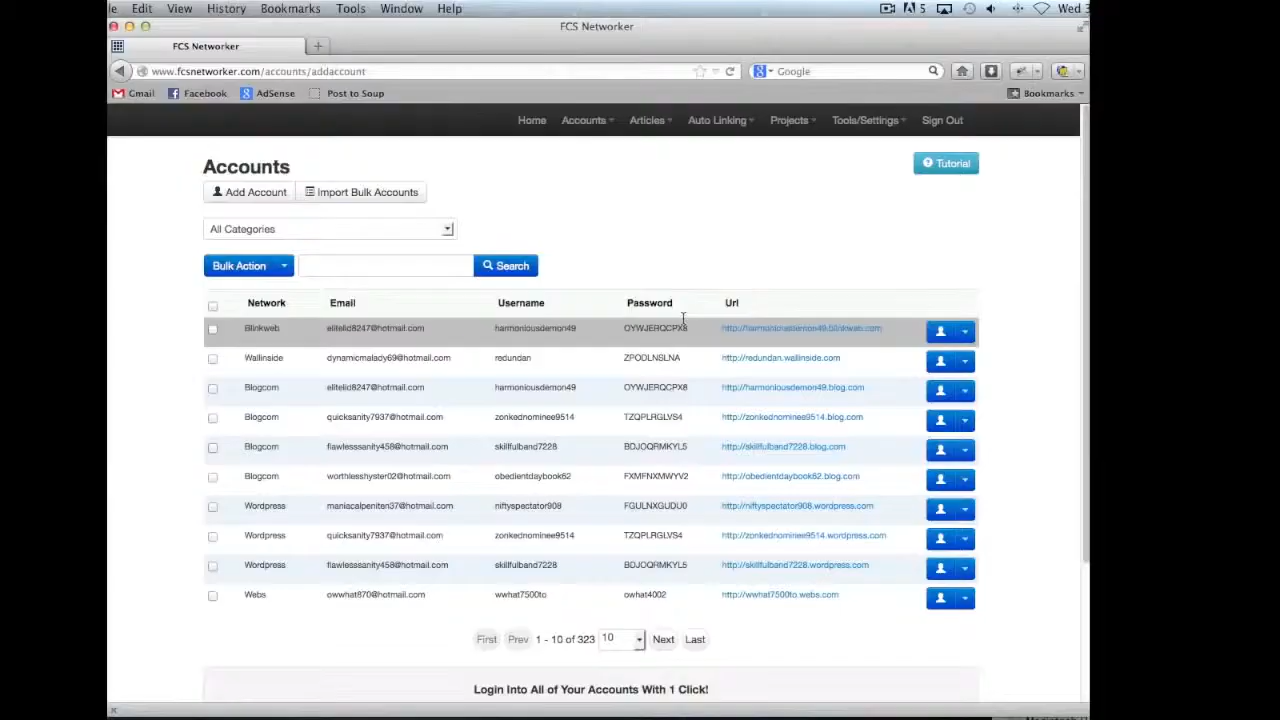 le Edit View History Bookmarks Tools Window Help 5 Wed 3
FCS Networker
FCS Networker
www.fcsnetworker.com/accounts/addaccount Google
Gmail Facebook AdSense Post to Soup Bookmarks
Home Accounts Articles Auto Linking Projects Tools/Settings Sign Out
Accounts Tutorial
Add Account Import Bulk Accounts
All Categories
Bulk Action Search
Network Email Username Password Url
Blinkweb elitelid8247@hotmail.com harmoniousdemon49 OYWJERQCPX8 http://harmoniousdemon49.blinkweb.com
Wallinside dynamicmalady69@hotmail.com redundan ZPODLNSLNA http://redundan.wallinside.com
Blogcom elitelid8247@hotmail.com harmoniousdemon49 OYWJERQCPX8 http://harmoniousdemon49.blog.com
Blogcom quicksanity7937@hotmail.com zonkednominee9514 TZQPLRGLVS4 http://zonkednominee9514.blog.com
Blogcom flawlesssanity458@hotmail.com skillfulband7228 BDJOQRMKYL5 http://skillfulband7228.blog.com
Blogcom worthlesshyster02@hotmail.com obedientdaybook62 FXMFNXMWYV2 http://obedientdaybook62.blog.com
Wordpress maniacalpeniten37@hotmail.com niftyspectator908 FGULNXGUDU0 http://niftyspectator908.wordpress.com
Wordpress quicksanity7937@hotmail.com zonkednominee9514 TZQPLRGLVS4 http://zonkednominee9514.wordpress.com
Wordpress flawlesssanity458@hotmail.com skillfulband7228 BDJOQRMKYL5 http://skillfulband7228.wordpress.com
Webs owwhat870@hotmail.com wwhat7500to owhat4002 http://wwhat7500to.webs.com
First Prev 1 - 10 of 323 10 Next Last
Login Into All of Your Accounts With 1 Click!